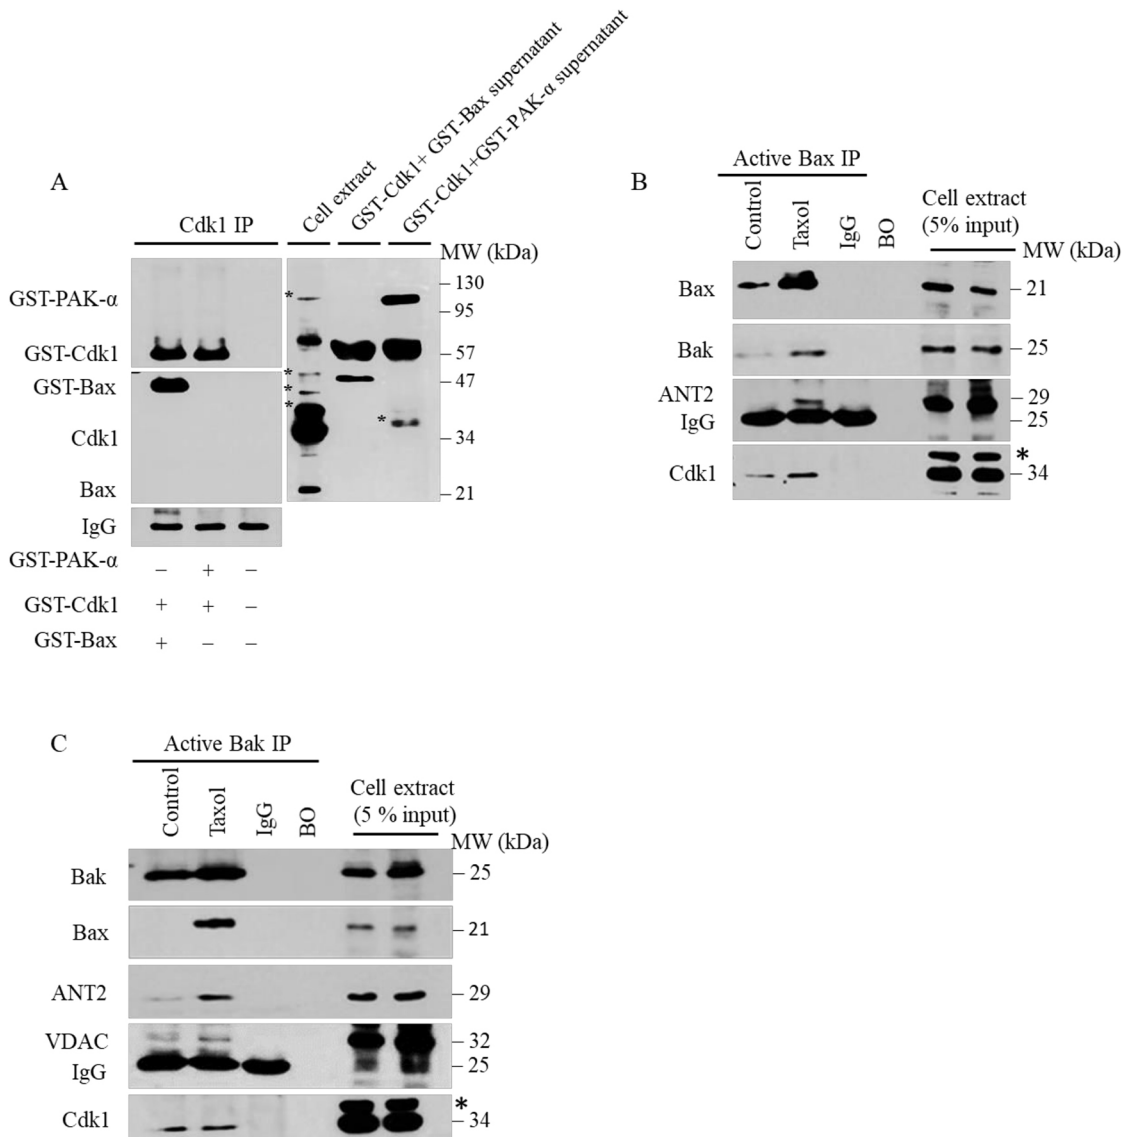 A
Cdk1 IP
Cell extract
GST-Cdk1+ GST-Bax supernatant
GST-Cdk1+GST-PAK-α supernatant
MW (kDa)
GST-PAK-α
GST-Cdk1
GST-Bax
Cdk1
Bax
IgG
*
*
*
*
*
130
95
57
47
34
21
GST-PAK-α – + –
GST-Cdk1 + + –
GST-Bax + – –
B
Active Bax IP
Control
Taxol
IgG
BO
Cell extract
(5% input)
MW (kDa)
Bax 21
Bak 25
ANT2 29
IgG 25
*
Cdk1 34
C
Active Bak IP
Control
Taxol
IgG
BO
Cell extract
(5 % input)
MW (kDa)
Bak 25
Bax 21
ANT2 29
VDAC 32
IgG 25
*
Cdk1 34